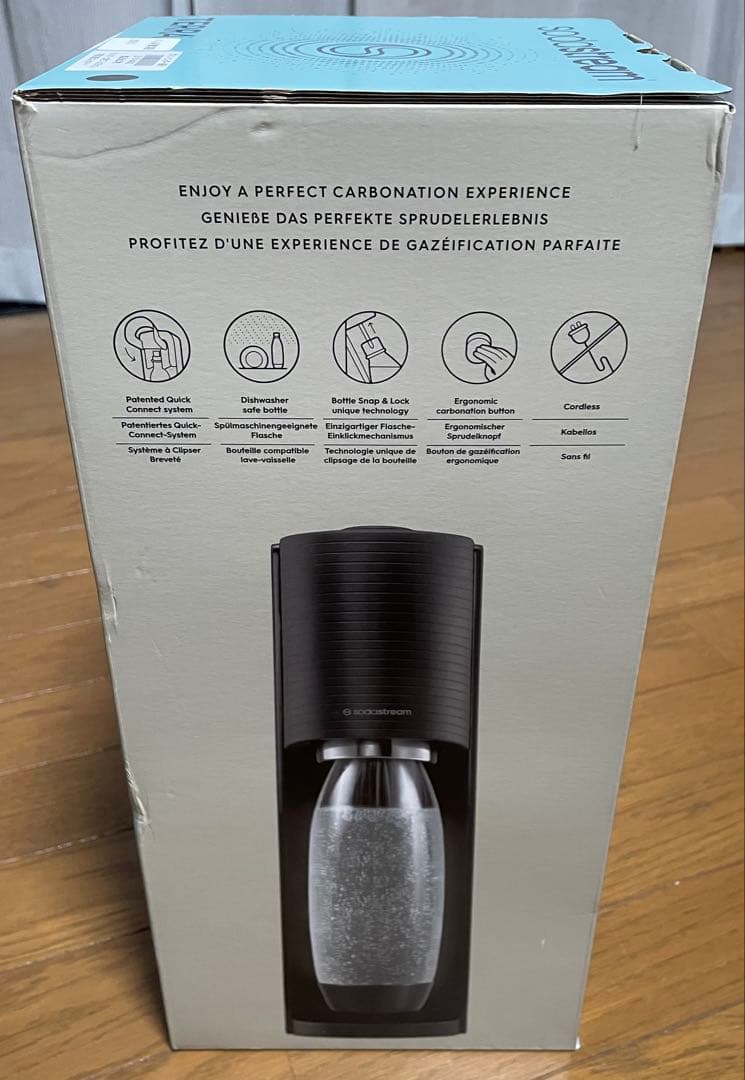 TERRA
sodastream
ENJOY A PERFECT CARBONATION EXPERIENCE
GENIEßE DAS PERFEKTE SPRUDELERLEBNIS
PROFITEZ D'UNE EXPERIENCE DE GAZÉIFICATION PARFAITE
Patented Quick
Connect system
Patentiertes Quick-
Connect-System
Système à Clipser
Breveté
Dishwasher
safe bottle
Spülmaschinengeeignete
Flasche
Bouteille compatible
lave-vaisselle
Bottle Snap & Lock
unique technology
Einzigartiger Flasche-
Einklickmechanismus
Technologie unique de
clipsage de la bouteille
Ergonomic
carbonation button
Ergonomischer
Sprudelknopf
Bouton de gazéification
ergonomique
Cordless
Kabellos
Sans fil
sodastream